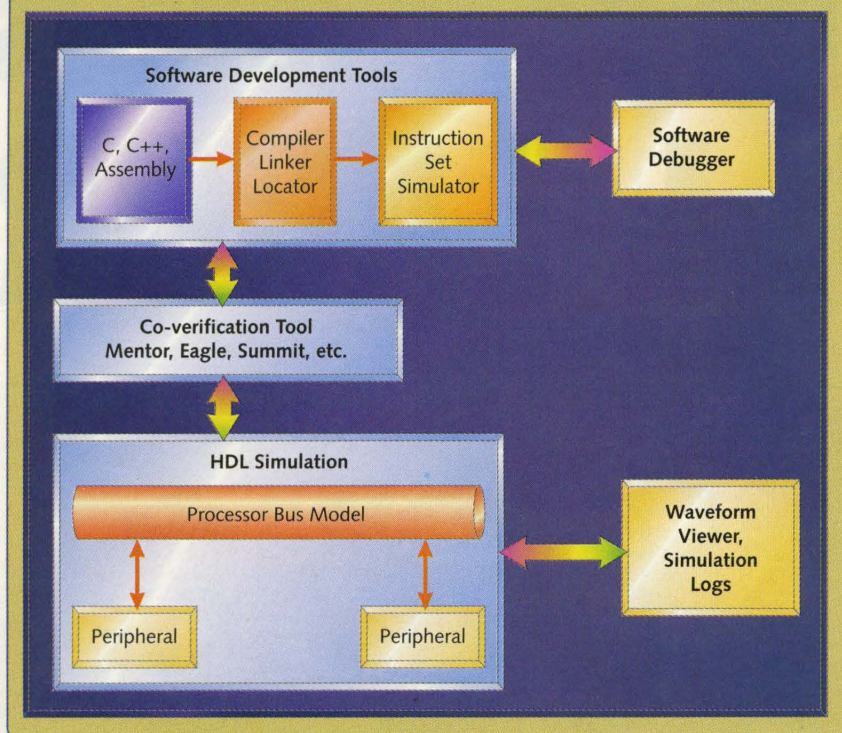 Software Development Tools
C, C++,
Assembly
Compiler
Linker
Locator
Instruction
Set
Simulator
Software
Debugger
Co-verification Tool
Mentor, Eagle, Summit, etc.
HDL Simulation
Processor Bus Model
Peripheral
Peripheral
Waveform
Viewer,
Simulation
Logs